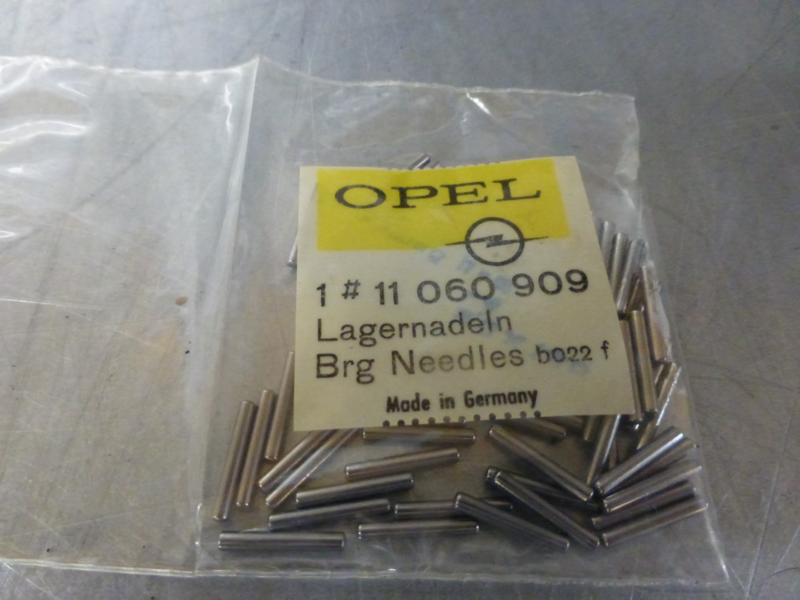 OPEL
1 # 11 060 909
Lagernadeln
Brg Needles b022 f
Made in Germany